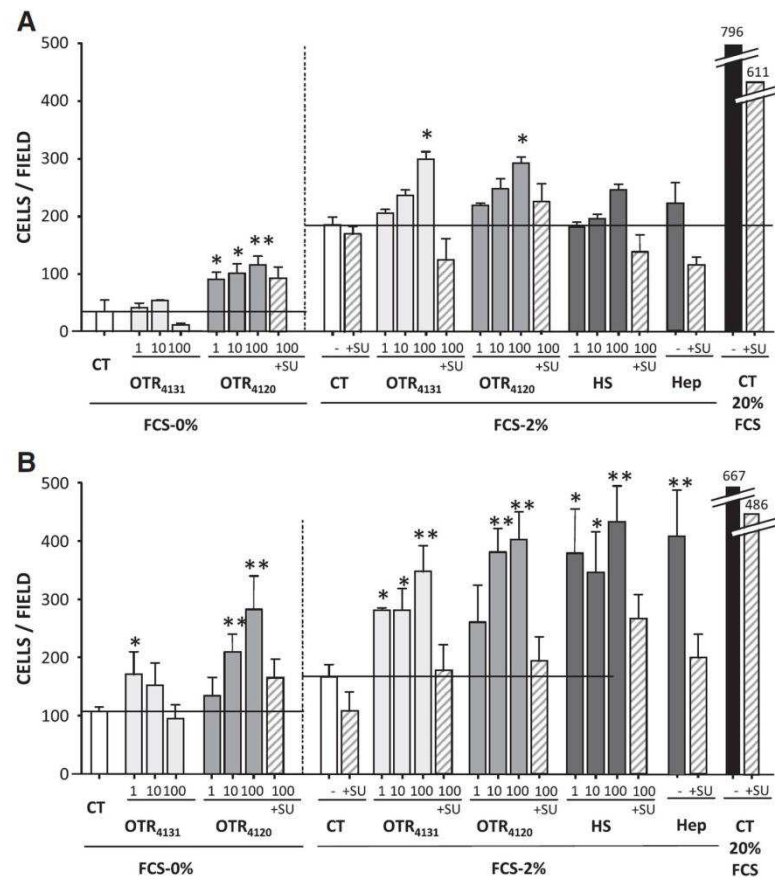 A
CELLS / FIELD
500
400
300
200
100
0
* * **
* *
796
611
1 10 100 1 10 100 100 - +SU 1 10 100 100 1 10 100 100 1 10 100 100 - +SU - +SU
+SU +SU +SU +SU
CT OTR4131 OTR4120 CT OTR4131 OTR4120 HS Hep CT
20%
FCS-0% FCS-2% FCS
B
CELLS / FIELD
500
400
300
200
100
0
* ** **
* * ** ** ** * * ** **
667
486
1 10 100 1 10 100 100 - +SU 1 10 100 100 1 10 100 100 1 10 100 100 - +SU - +SU
+SU +SU +SU +SU
CT OTR4131 OTR4120 CT OTR4131 OTR4120 HS Hep CT
20%
FCS-0% FCS-2% FCS